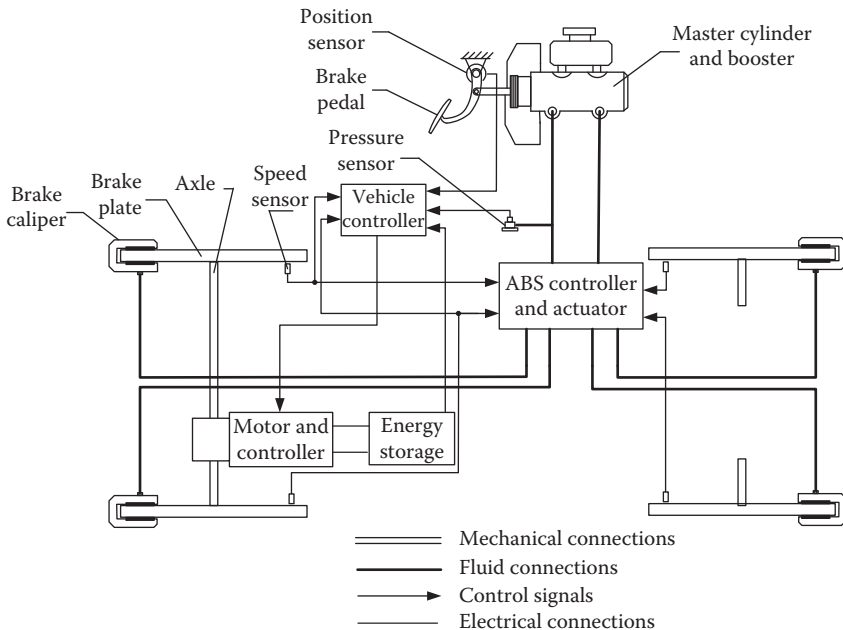 Position
sensor
Master cylinder
and booster
Brake
pedal
Pressure
sensor
Brake
caliper
Brake
plate
Axle
Speed
sensor
Vehicle
controller
ABS controller
and actuator
Motor and
controller
Energy
storage
Mechanical connections
Fluid connections
Control signals
Electrical connections